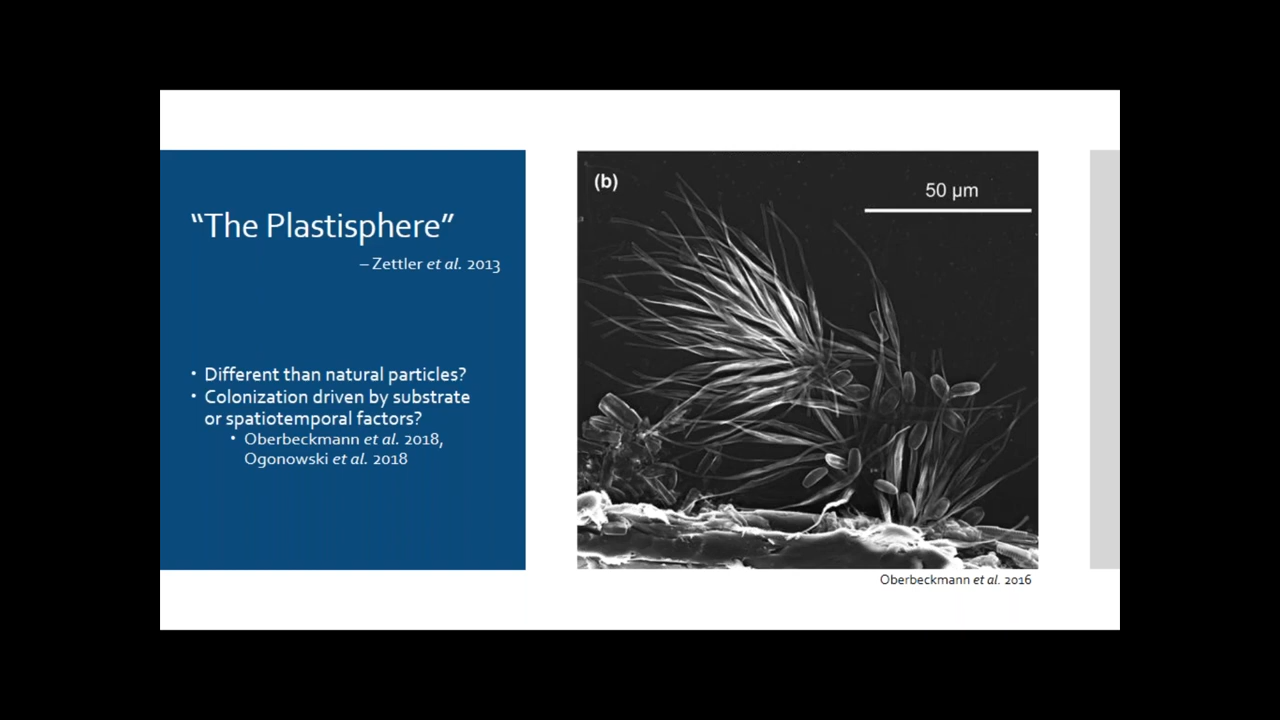 “The Plastisphere”
– Zettler et al. 2013
• Different than natural particles?
• Colonization driven by substrate
or spatiotemporal factors?
• Oberbeckmann et al. 2018,
Ogonowski et al. 2018
(b)
50 µm
Oberbeckmann et al. 2016